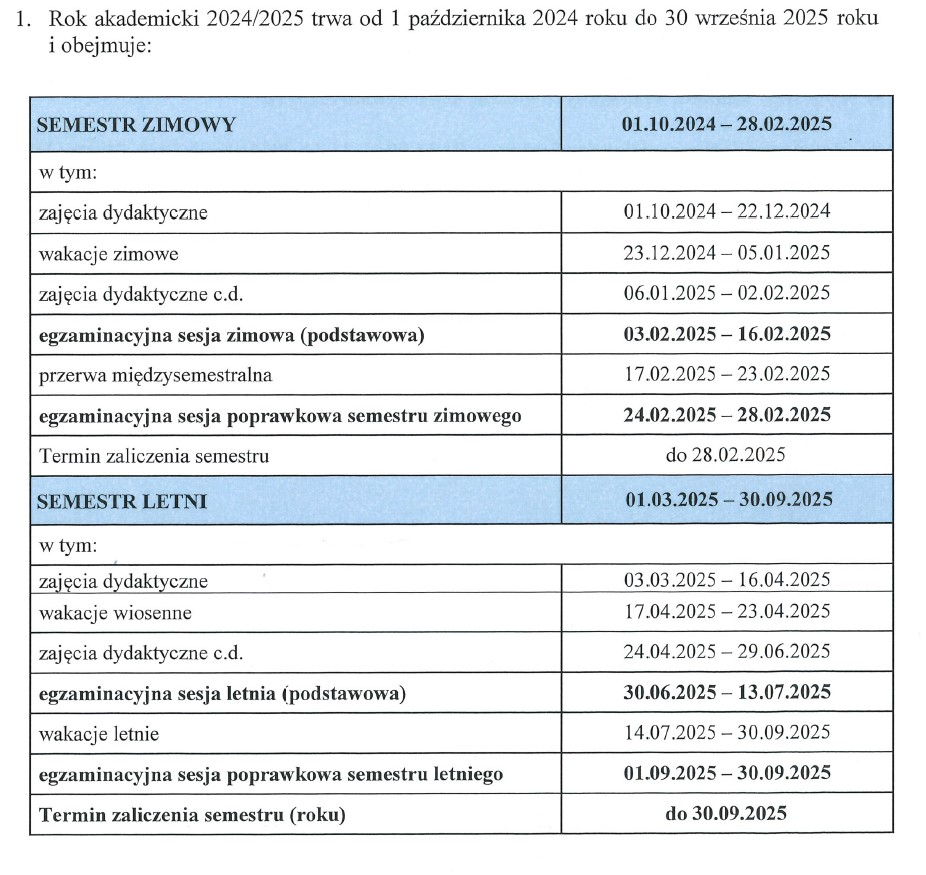 1. Rok akademicki 2024/2025 trwa od 1 października 2024 roku do 30 września 2025 roku
i obejmuje:
SEMESTR ZIMOWY 01.10.2024 – 28.02.2025
w tym:
zajęcia dydaktyczne 01.10.2024 – 22.12.2024
wakacje zimowe 23.12.2024 – 05.01.2025
zajęcia dydaktyczne c.d. 06.01.2025 – 02.02.2025
egzaminacyjna sesja zimowa (podstawowa) 03.02.2025 – 16.02.2025
przerwa międzysemestralna 17.02.2025 – 23.02.2025
egzaminacyjna sesja poprawkowa semestru zimowego 24.02.2025 – 28.02.2025
Termin zaliczenia semestru do 28.02.2025
SEMESTR LETNI 01.03.2025 – 30.09.2025
w tym:
zajęcia dydaktyczne 03.03.2025 – 16.04.2025
wakacje wiosenne 17.04.2025 – 23.04.2025
zajęcia dydaktyczne c.d. 24.04.2025 – 29.06.2025
egzaminacyjna sesja letnia (podstawowa) 30.06.2025 – 13.07.2025
wakacje letnie 14.07.2025 – 30.09.2025
egzaminacyjna sesja poprawkowa semestru letniego 01.09.2025 – 30.09.2025
Termin zaliczenia semestru (roku) do 30.09.2025